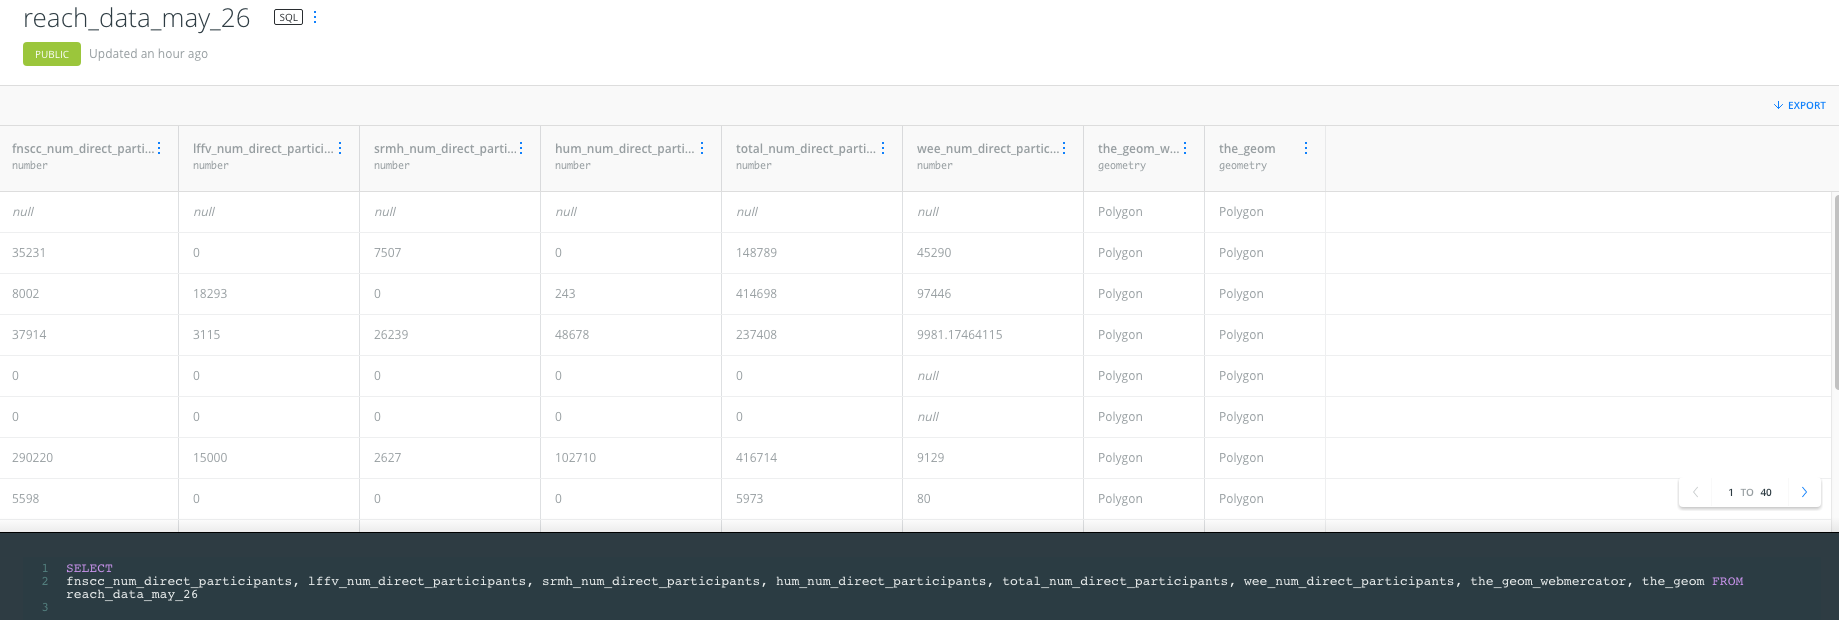 reach_data_may_26 SQL
PUBLIC Updated an hour ago
EXPORT
fnscc_num_direct_parti... lffv_num_direct_partici... srmh_num_direct_parti... hum_num_direct_parti... total_num_direct_parti... wee_num_direct_partic... the_geom_w... the_geom
number number number number number number geometry geometry
null null null null null null Polygon Polygon
35231 0 7507 0 148789 45290 Polygon Polygon
8002 18293 0 243 414698 97446 Polygon Polygon
37914 3115 26239 48678 237408 9981.17464115 Polygon Polygon
0 0 0 0 0 null Polygon Polygon
0 0 0 0 0 null Polygon Polygon
290220 15000 2627 102710 416714 9129 Polygon Polygon
5598 0 0 0 5973 80 Polygon Polygon
1 TO 40
1 SELECT
2 fnscc_num_direct_participants, lffv_num_direct_participants, srmh_num_direct_participants, hum_num_direct_participants, total_num_direct_participants, wee_num_direct_participants, the_geom_webmercator, the_geom FROM
reach_data_may_26
3